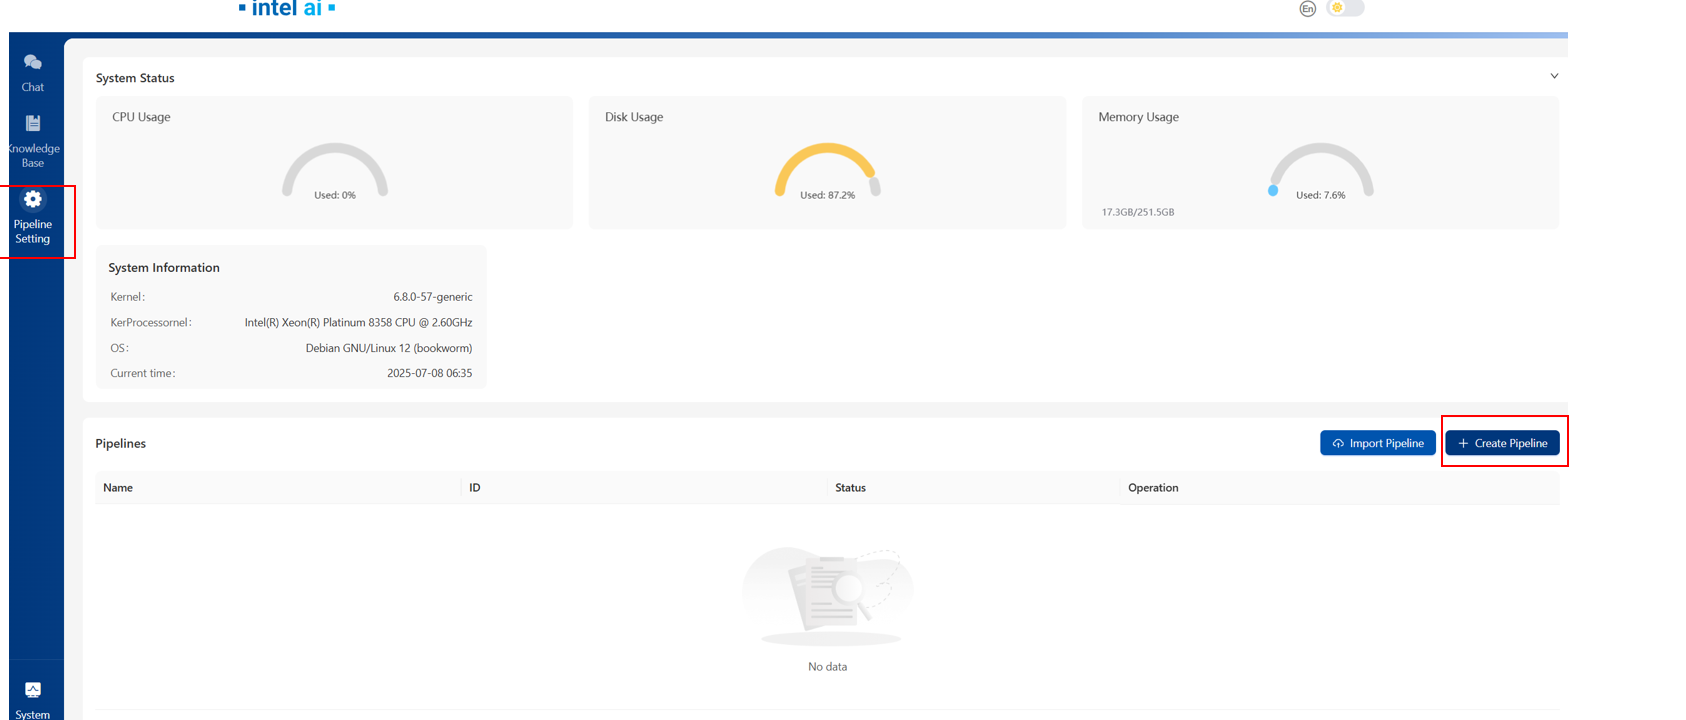 intel ai
En
Chat
Knowledge
Base
Pipeline
Setting
System
System Status
CPU Usage
Used: 0%
Disk Usage
Used: 87.2%
Memory Usage
Used: 7.6%
17.3GB/251.5GB
System Information
Kernel: 6.8.0-57-generic
KerProcessornel: Intel(R) Xeon(R) Platinum 8358 CPU @ 2.60GHz
OS: Debian GNU/Linux 12 (bookworm)
Current time: 2025-07-08 06:35
Pipelines
Import Pipeline
+ Create Pipeline
Name ID Status Operation
No data